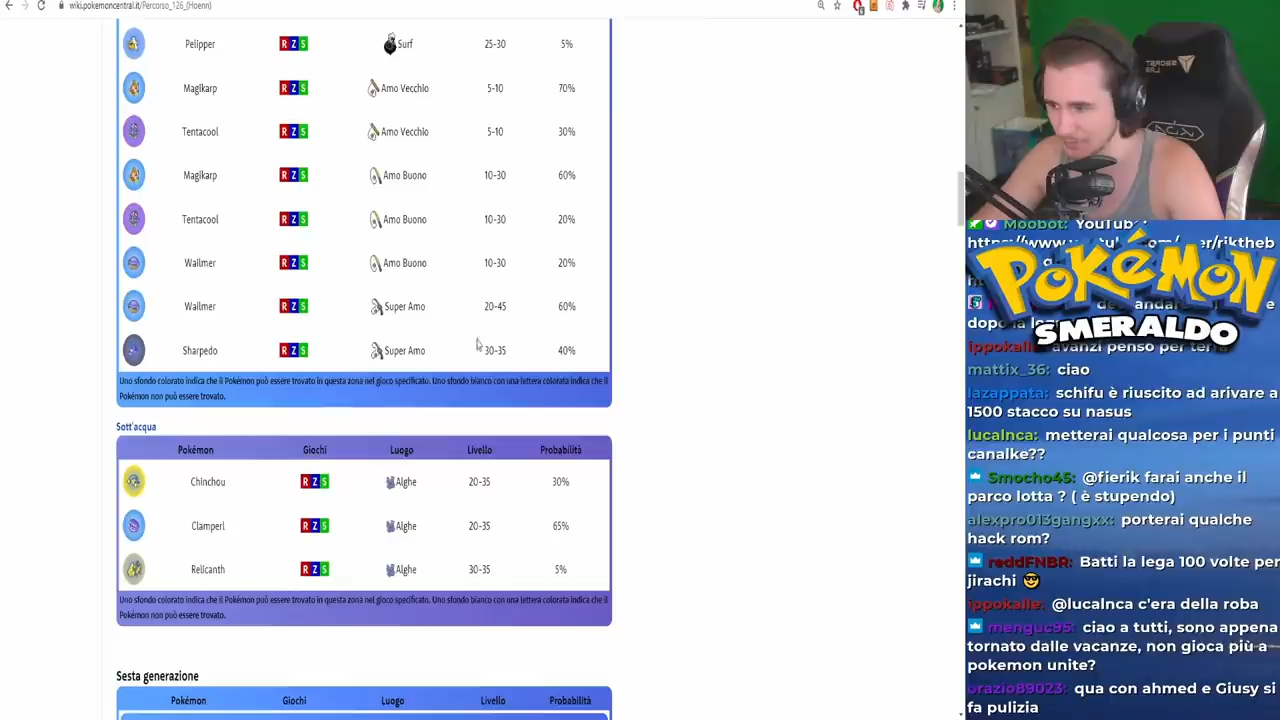 wiki.pokemoncentral.it/Percorso_126_(Hoenn)
Pelipper R Z S Surf 25-30 5%
Magikarp R Z S Amo Vecchio 5-10 70%
Tentacool R Z S Amo Vecchio 5-10 30%
Magikarp R Z S Amo Buono 10-30 60%
Tentacool R Z S Amo Buono 10-30 20%
Wailmer R Z S Amo Buono 10-30 20%
Wailmer R Z S Super Amo 20-45 60%
Sharpedo R Z S Super Amo 30-35 40%
Uno sfondo colorato indica che il Pokémon può essere trovato in questa zona nel gioco specificato. Uno sfondo bianco con una lettera colorata indica che il
Pokémon non può essere trovato.
Sott'acqua
Pokémon Giochi Luogo Livello Probabilità
Chinchou R Z S Alghe 20-35 30%
Clamperl R Z S Alghe 20-35 65%
Relicanth R Z S Alghe 30-35 5%
Uno sfondo colorato indica che il Pokémon può essere trovato in questa zona nel gioco specificato. Uno sfondo bianco con una lettera colorata indica che il
Pokémon non può essere trovato.
Sesta generazione
Pokémon Giochi Luogo Livello Probabilità
Moobot: YouTube:
POKÉMON
SMERALDO
dopo la
ippokalle: avanzi penso per
mattix_36: ciao
lazappata: schifu è riuscito ad arivare a
1500 stacco su nasus
lucalnca: metterai qualcosa per i punti
canalke??
Smocho45: @fierik farai anche il
parco lotta ? ( è stupendo)
alexpro013gangxx: porterai qualche
hack rom?
reddFNBR: Batti la lega 100 volte per
jirachi 😎
ippokalle: @lucalnca c'era della roba
menguc95: ciao a tutti, sono appena
tornato dalle vacanze, non gioca più a
pokemon unite?
orazio89023: qua con ahmed e Giusy si
fa pulizia